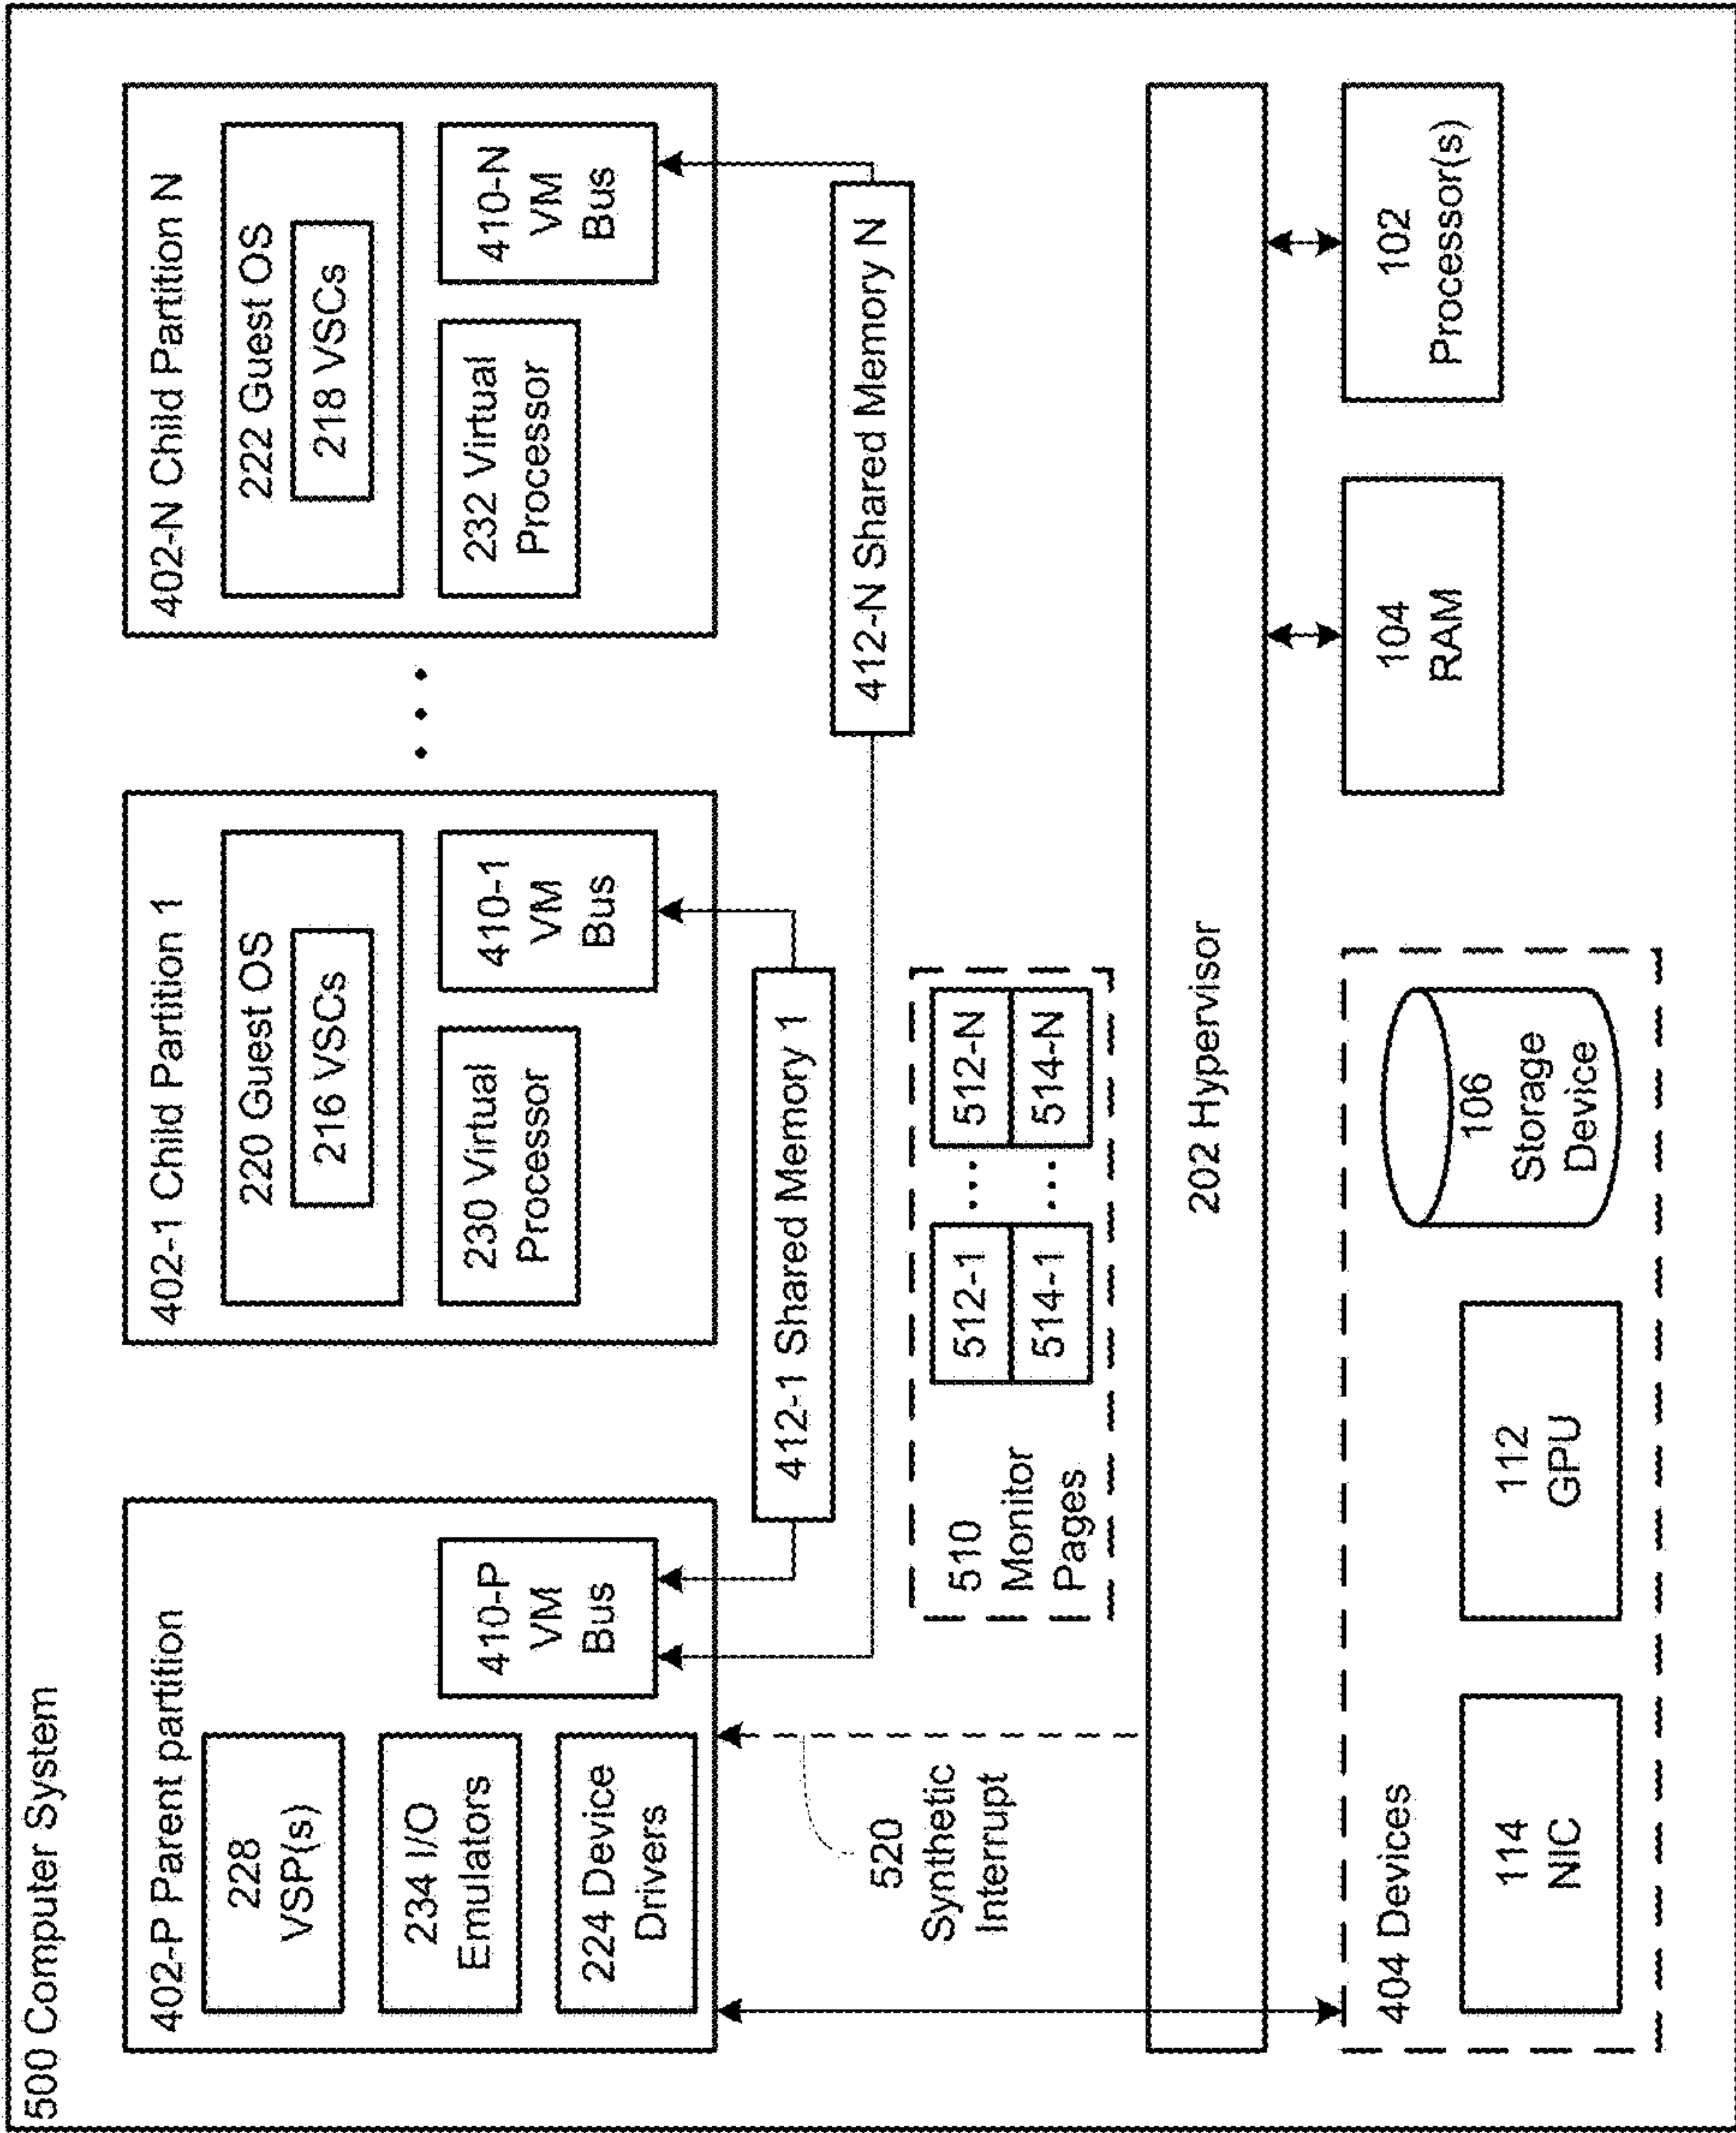 500 Computer System
402-P Parent partition
228
VSP(s)
234 I/O
Emulators
224 Device
Drivers
410-P
VM
Bus
402-1 Child Partition 1
220 Guest OS
216 VSCs
230 Virtual
Processor
410-1
VM
Bus
• • •
402-N Child Partition N
222 Guest OS
218 VSCs
232 Virtual
Processor
410-N
VM
Bus
412-1 Shared Memory 1
412-N Shared Memory N
520
Synthetic
Interrupt
510
Monitor
Pages
512-1 ... 512-N
514-1 ... 514-N
202 Hypervisor
404 Devices
114
NIC
112
GPU
106
Storage
Device
104
RAM
102
Processor(s)